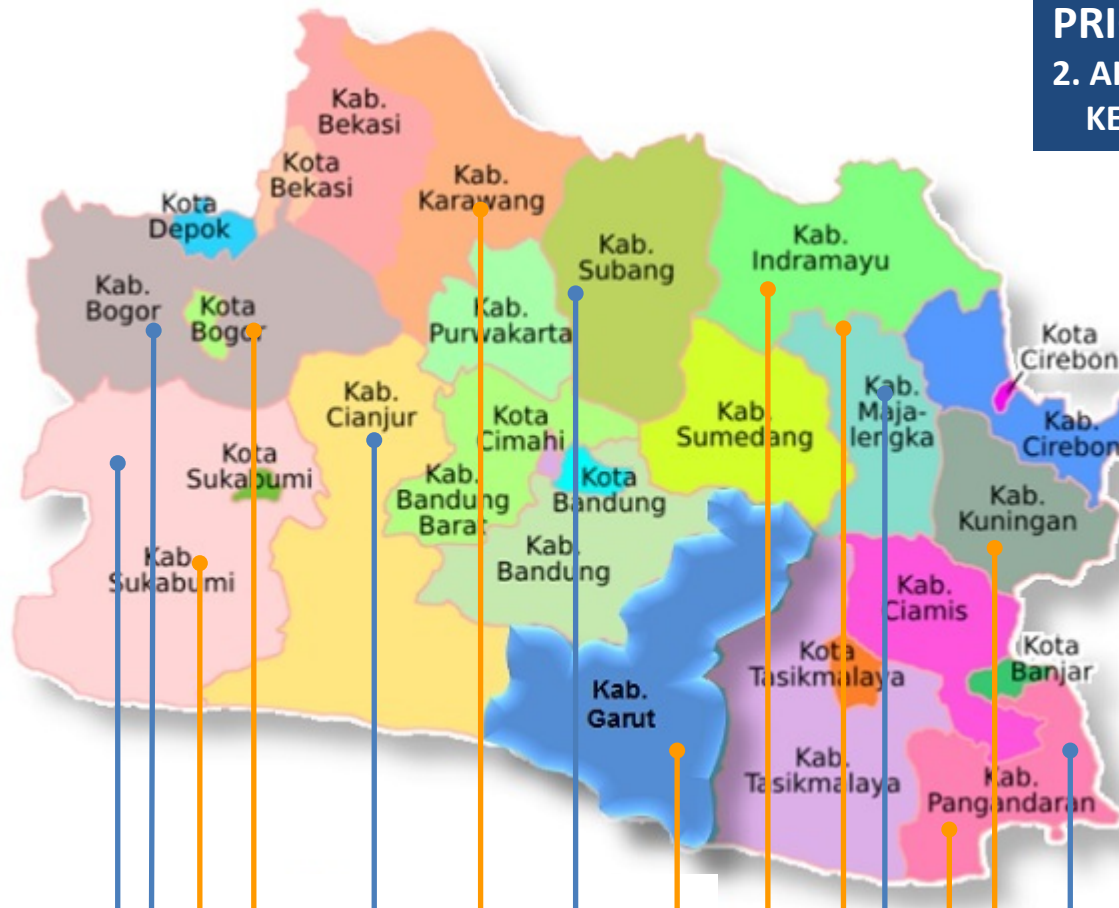 PRI
2. A
KE
Kab.
Bekasi
Kota
Bekasi
Kab.
Karawang
Kota
Depok
Kab.
Subang
Kab.
Indramayu
Kab.
Bogor
Kota
Bogor
Kab.
Purwakarta
Kota
Cirebon
Kab.
Cianjur
Kota
Cimahi
Kab.
Sumedang
Kab.
Maja-
lengka
Kab.
Cirebon
Kota
Sukabumi
Kab.
Bandung
Barat
Kota
Bandung
Kab.
Kuningan
Kab.
Sukabumi
Kab.
Bandung
Kab.
Ciamis
Kota
Tasikmalaya
Kota
Banjar
Kab.
Garut
Kab.
Tasikmalaya
Kab.
Pangandaran